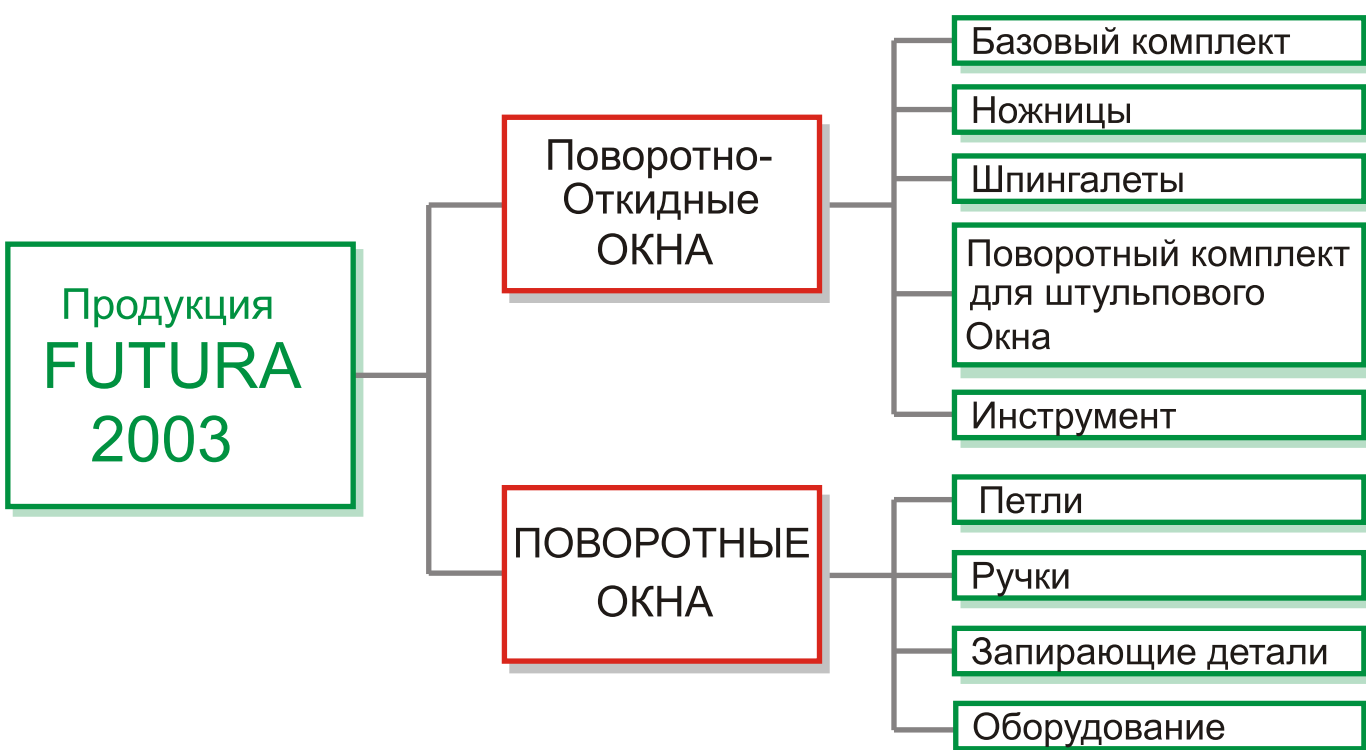 Продукция
FUTURA
2003
Поворотно-
Откидные
ОКНА
Базовый комплект
Ножницы
Шпингалеты
Поворотный комплект
для штульпового
Окна
Инструмент
ПОВОРОТНЫЕ
ОКНА
Петли
Ручки
Запирающие детали
Оборудование